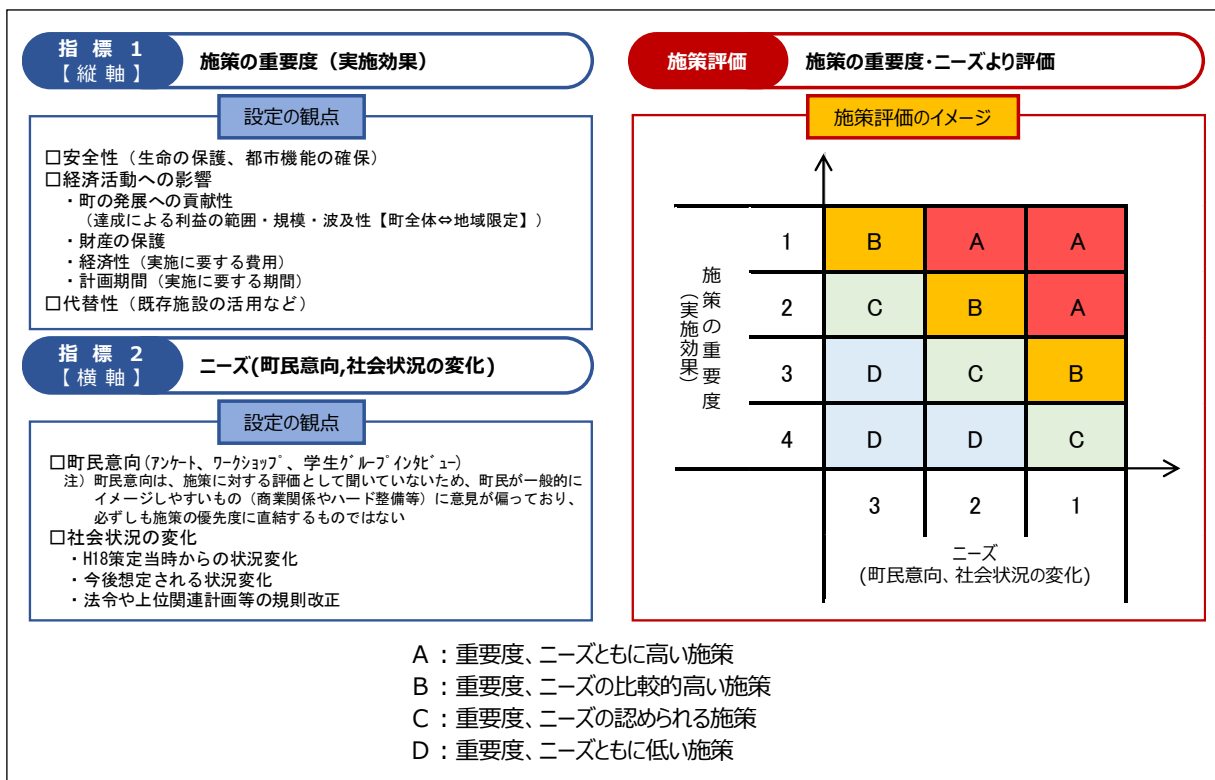 指標1
【縦軸】
施策の重要度（実施効果）
設定の観点
□安全性（生命の保護、都市機能の確保）
□経済活動への影響
・町の発展への貢献性
（達成による利益の範囲・規模・波及性【町全体⇔地域限定】）
・財産の保護
・経済性（実施に要する費用）
・計画期間（実施に要する期間）
□代替性（既存施設の活用など）
指標2
【横軸】
ニーズ(町民意向,社会状況の変化)
設定の観点
□町民意向(アンケート、ﾜｰｸｼｮｯﾌﾟ、学生ｸﾞﾙｰﾌﾟｲﾝﾀﾋﾞｭｰ)
注）町民意向は、施策に対する評価として聞いていないため、町民が一般的に
イメージしやすいもの（商業関係やハード整備等）に意見が偏っており、
必ずしも施策の優先度に直結するものではない
□社会状況の変化
・H18策定当時からの状況変化
・今後想定される状況変化
・法令や上位関連計画等の規則改正
施策評価
施策の重要度･ニーズより評価
施策評価のイメージ
施策の重要度
(実施効果)
1 B A A
2 C B A
3 D C B
4 D D C
3 2 1
ニーズ
(町民意向、社会状況の変化)
A：重要度、ニーズともに高い施策
B：重要度、ニーズの比較的高い施策
C：重要度、ニーズの認められる施策
D：重要度、ニーズともに低い施策